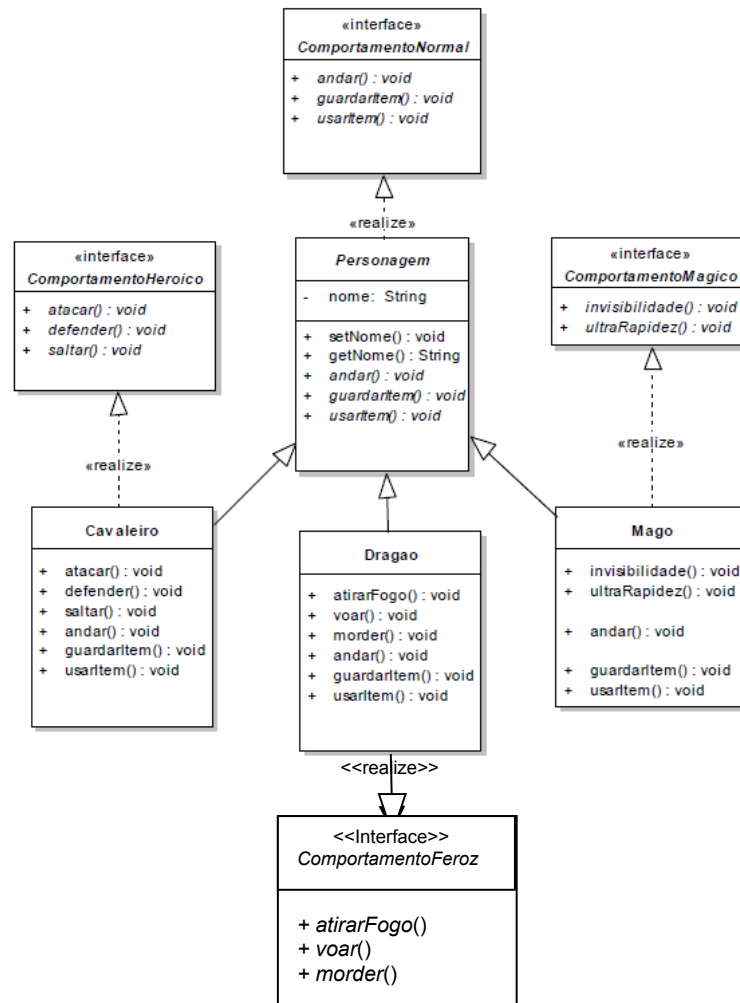 «interface»
ComportamentoNormal
+ andar() : void
+ guardarItem() : void
+ usarItem() : void
«realize»
«interface»
ComportamentoHeroico
+ atacar() : void
+ defender() : void
+ saltar() : void
Personagem
- nome: String
+ setNome() : void
+ getNome() : String
+ andar() : void
+ guardarItem() : void
+ usarItem() : void
«interface»
ComportamentoMagico
+ invisibilidade() : void
+ ultraRapidez() : void
«realize»
«realize»
Cavaleiro
+ atacar() : void
+ defender() : void
+ saltar() : void
+ andar() : void
+ guardarItem() : void
+ usarItem() : void
Dragao
+ atirarFogo() : void
+ voar() : void
+ morder() : void
+ andar() : void
+ guardarItem() : void
+ usarItem() : void
Mago
+ invisibilidade() : void
+ ultraRapidez() : void
+ andar() : void
+ guardarItem() : void
+ usarItem() : void
<<realize>>
<<Interface>>
ComportamentoFeroz
+ atirarFogo()
+ voar()
+ morder()